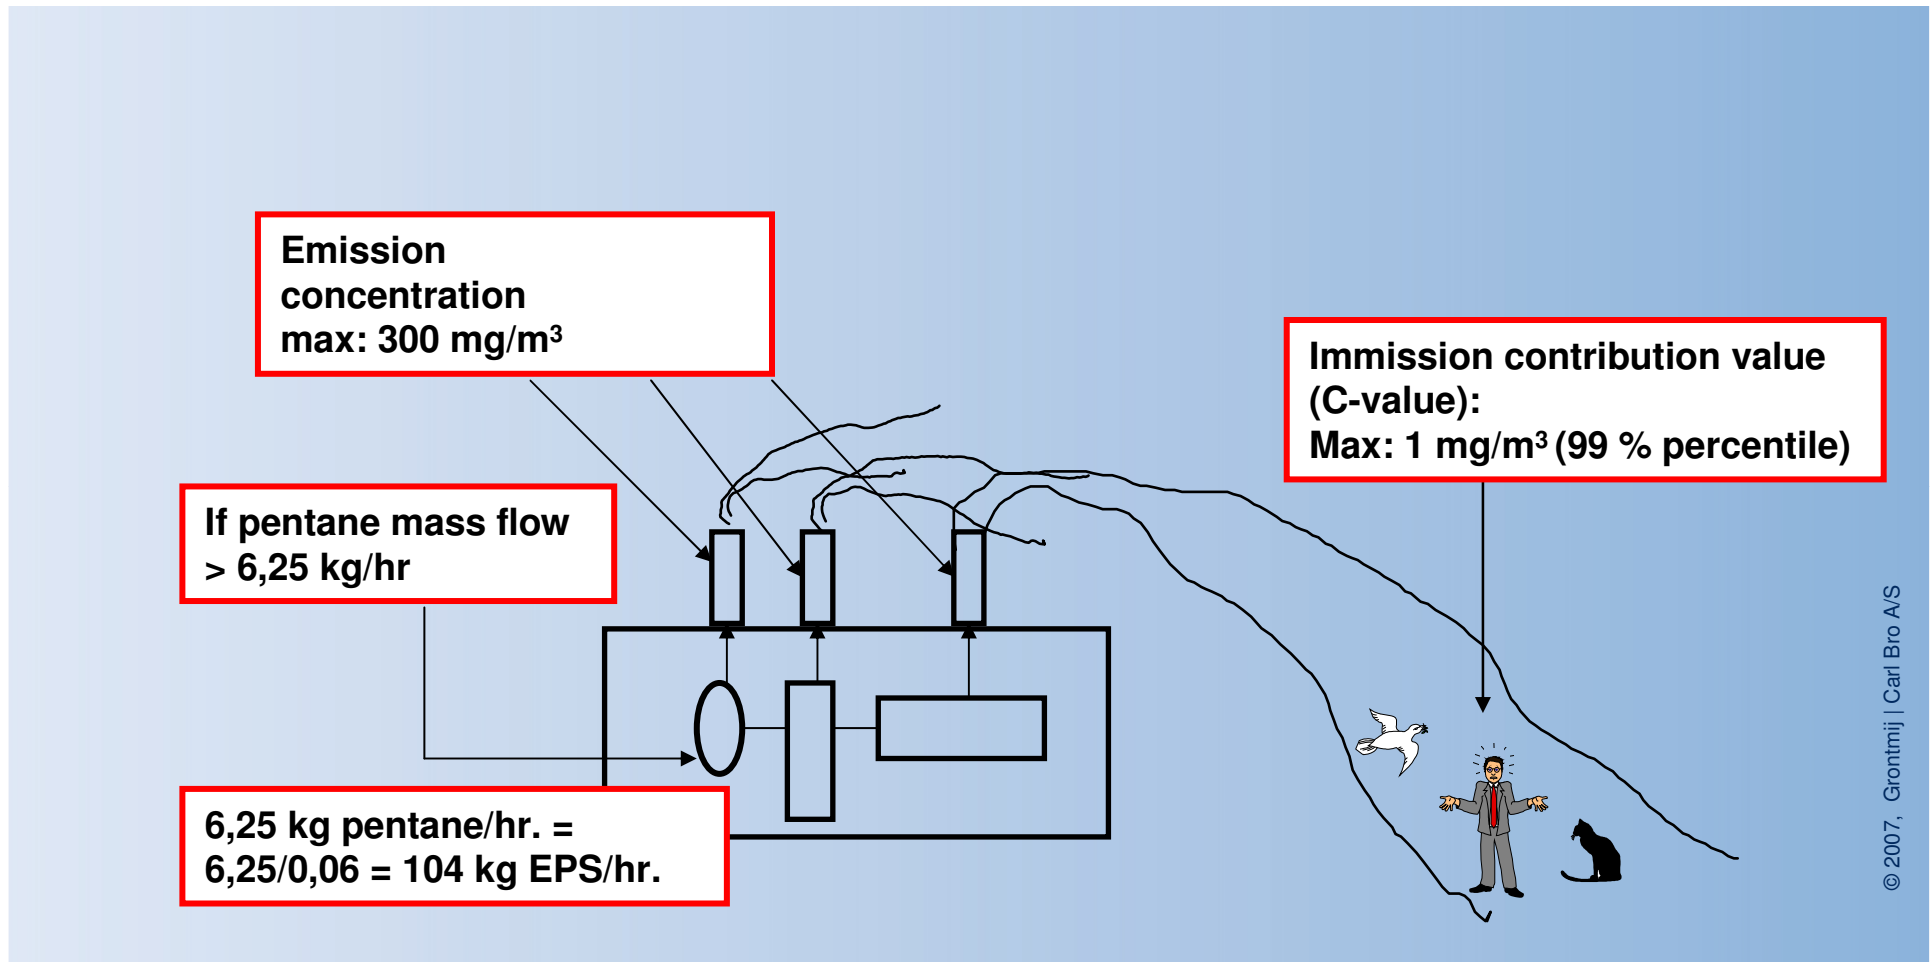 Emission
concentration
max: 300 mg/m³
Immission contribution value
(C-value):
Max: 1 mg/m³ (99 % percentile)
If pentane mass flow
> 6,25 kg/hr
6,25 kg pentane/hr. =
6,25/0,06 = 104 kg EPS/hr.
© 2007, Grontmij | Carl Bro A/S